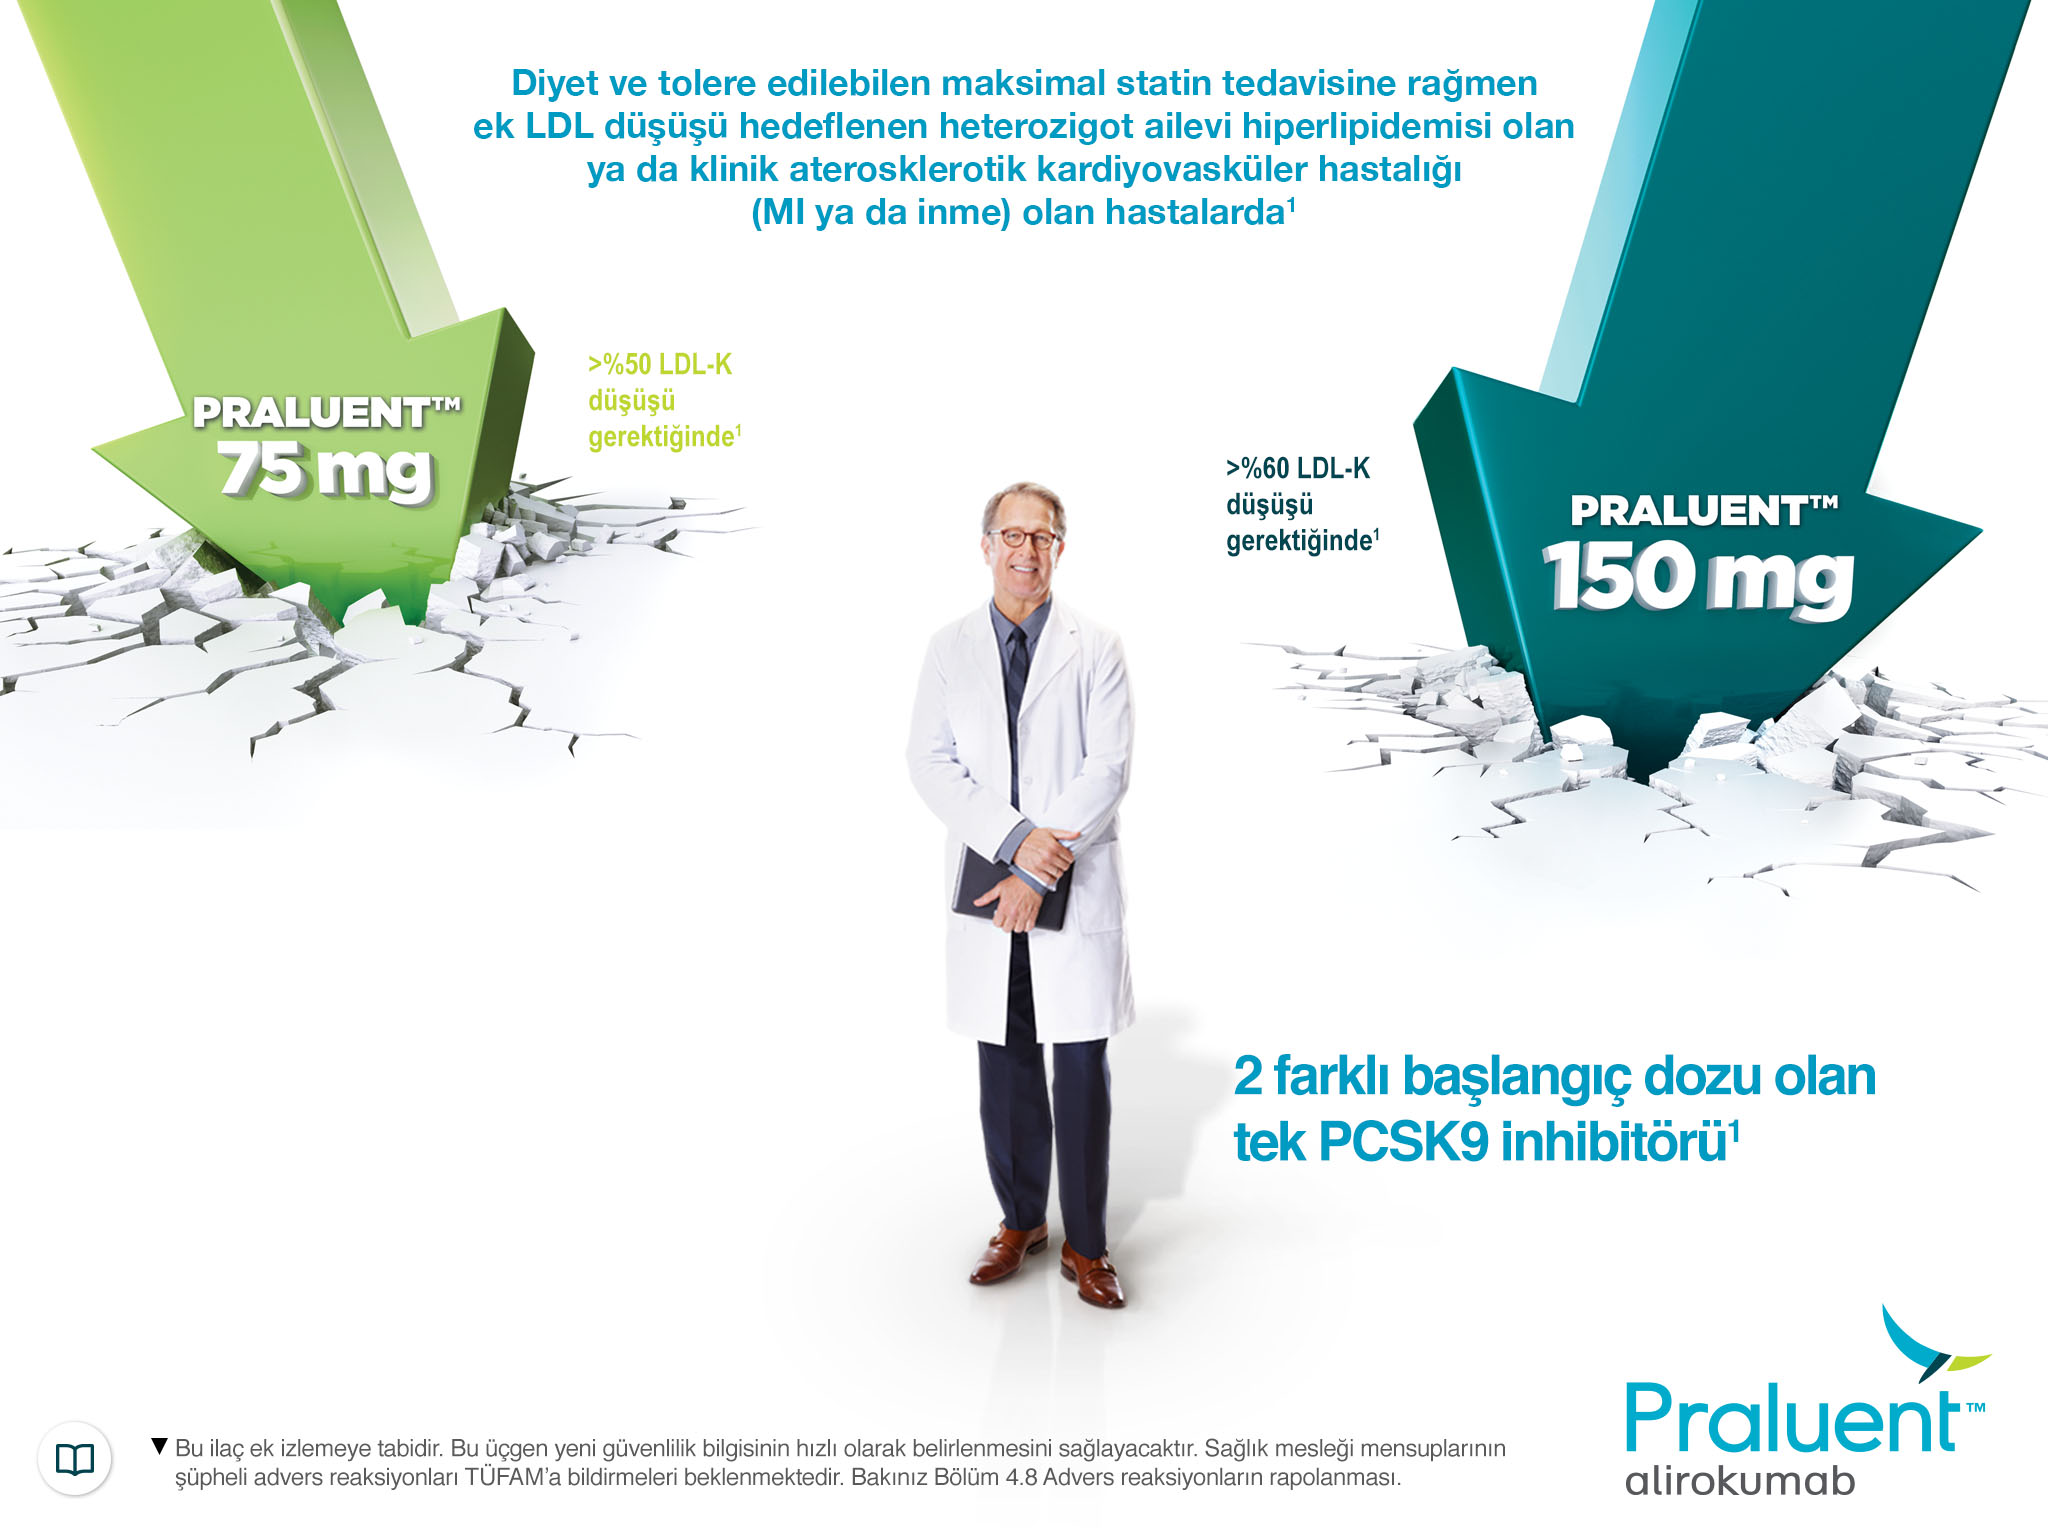 Diyet ve tolere edilebilen maksimal statin tedavisine rağmen
ek LDL düşüşü hedeflenen heterozigot ailevi hiperlipidemisi olan
ya da klinik aterosklerotik kardiyovasküler hastalığı
(MI ya da inme) olan hastalarda¹
>%50 LDL-K
düşüşü
gerektiğinde¹
PRALUENT™
75 mg
>%60 LDL-K
düşüşü
gerektiğinde¹
PRALUENT™
150 mg
2 farklı başlangıç dozu olan
tek PCSK9 inhibitörü¹
Praluent™
alirokumab
▼ Bu ilaç ek izlemeye tabidir. Bu üçgen yeni güvenlilik bilgisinin hızlı olarak belirlenmesini sağlayacaktır. Sağlık mesleği mensuplarının
şüpheli advers reaksiyonları TÜFAM’a bildirmeleri beklenmektedir. Bakınız Bölüm 4.8 Advers reaksiyonların rapolanması.